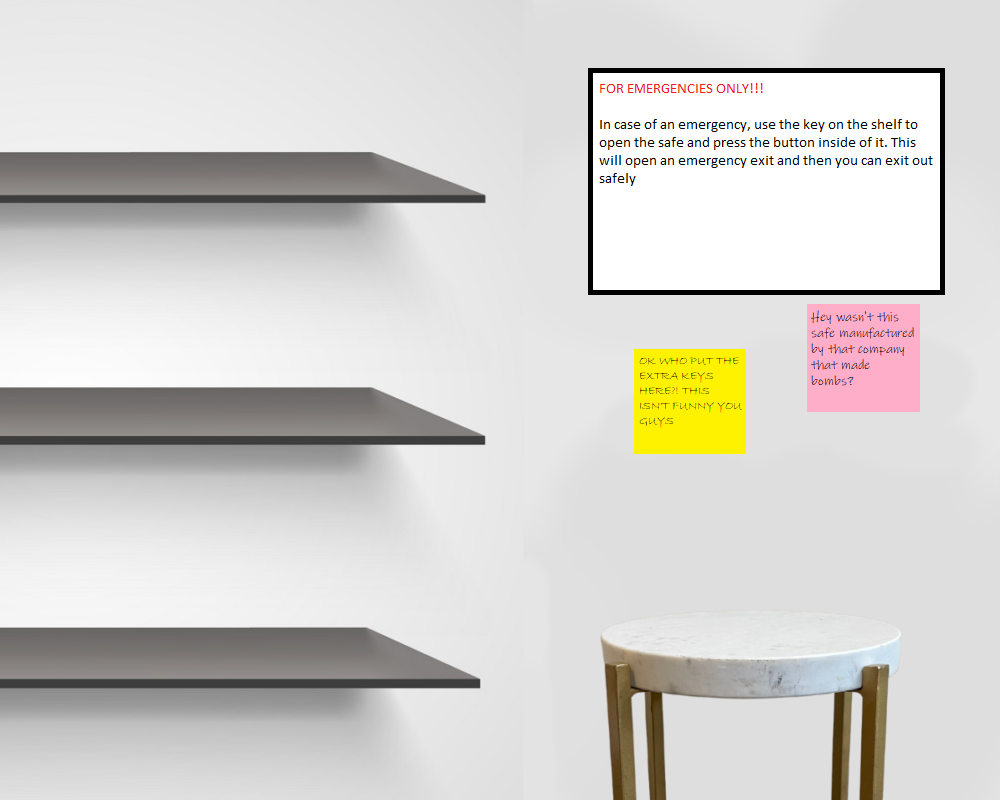 FOR EMERGENCIES ONLY!!!
In case of an emergency, use the key on the shelf to
open the safe and press the button inside of it. This
will open an emergency exit and then you can exit out
safely
Hey wasn't this
safe manufactured
by that company
that made
bombs?
OK WHO PUT THE
EXTRA KEYS
HERE?! THIS
ISN'T FUNNY YOU
GUYS